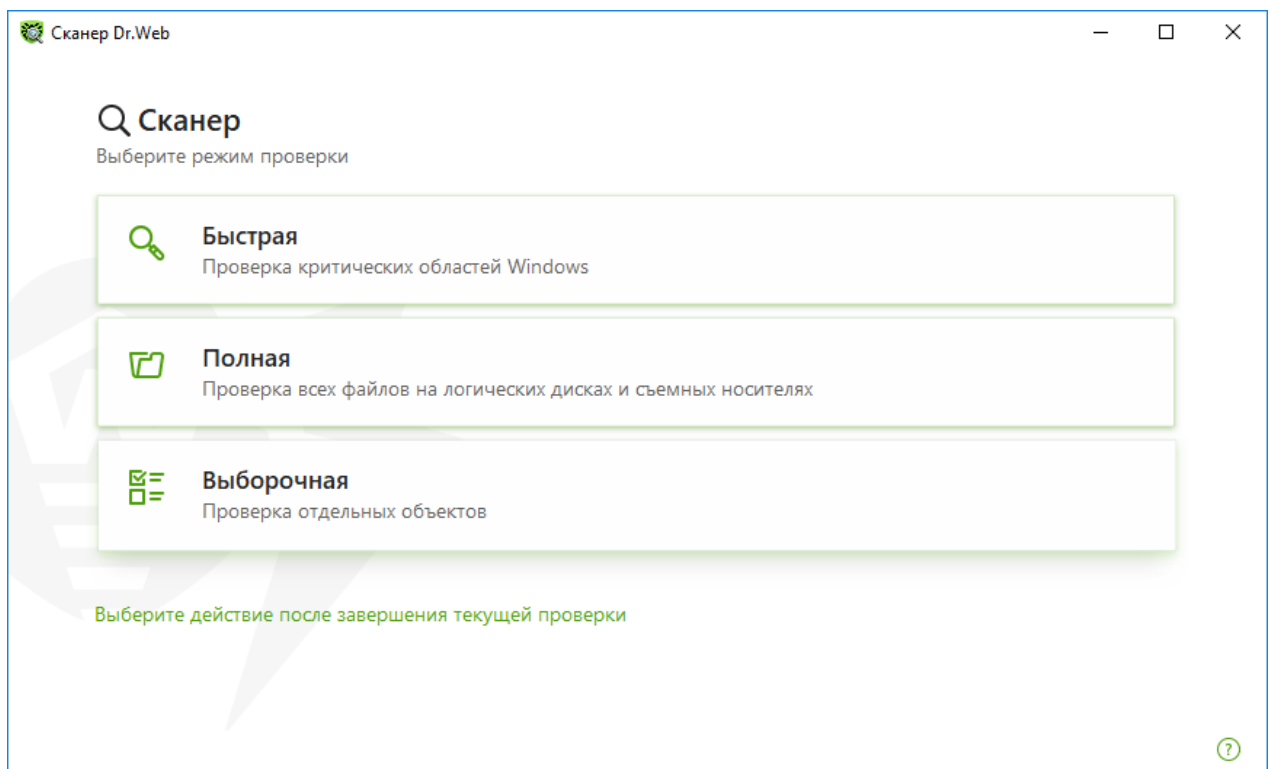 Сканер Dr.Web
Сканер
Выберите режим проверки
Быстрая
Проверка критических областей Windows
Полная
Проверка всех файлов на логических дисках и съемных носителях
Выборочная
Проверка отдельных объектов
Выберите действие после завершения текущей проверки
?